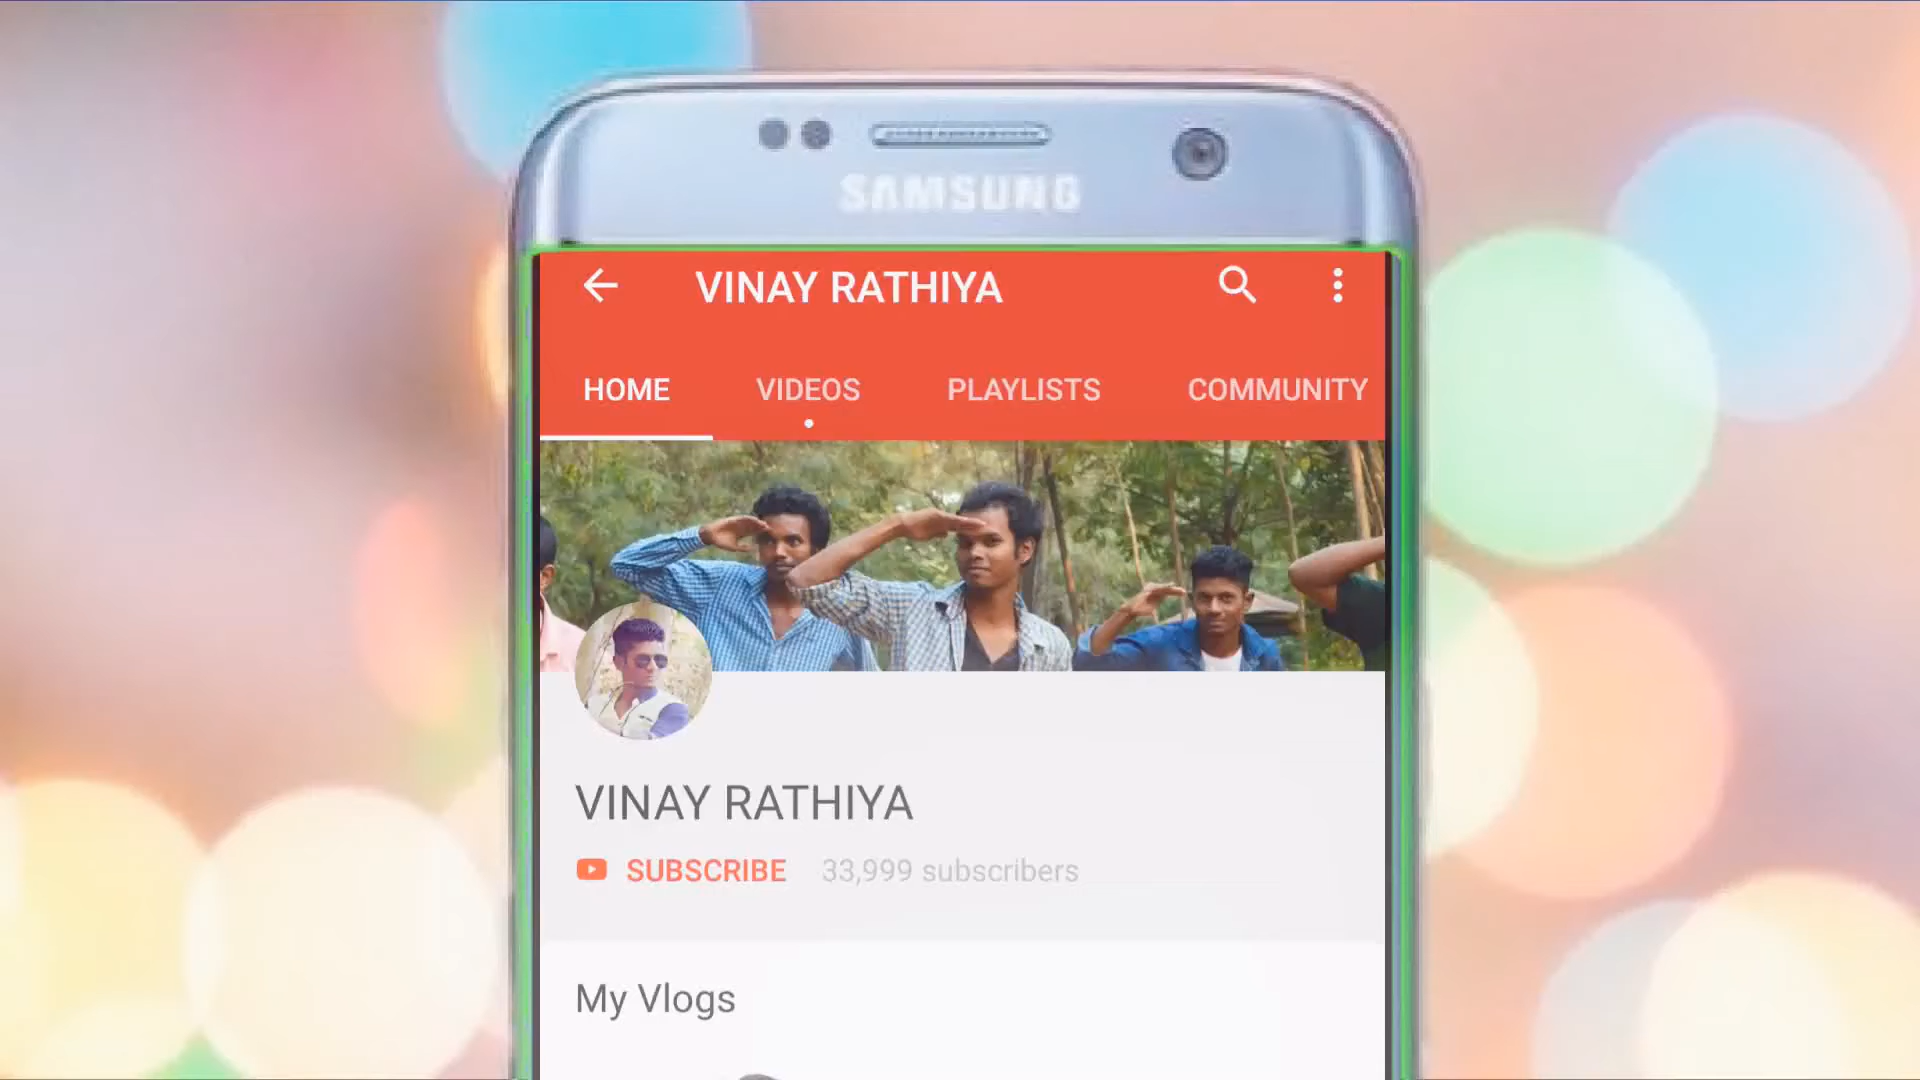 SAMSUNG
VINAY RATHIYA
HOME VIDEOS PLAYLISTS COMMUNITY
VINAY RATHIYA
SUBSCRIBE 33,999 subscribers
My Vlogs